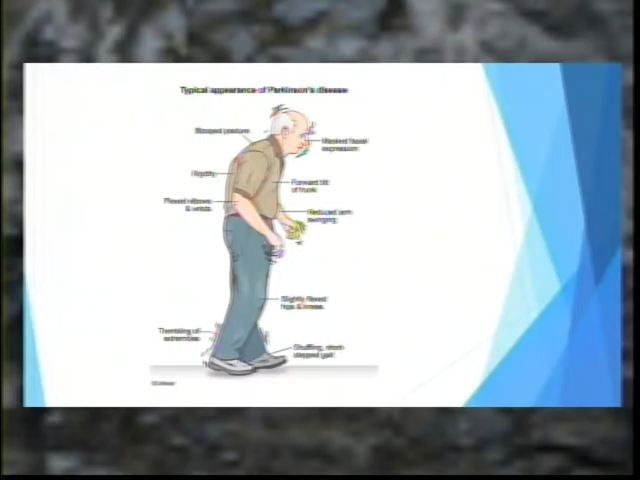 Typical appearance of Parkinson's disease
Stooped posture
Masked facial
expression
Rigidity
Forward tilt
of trunk
Flexed elbows
& wrists
Reduced arm
swinging
Slightly flexed
hips & knees
Trembling of
extremities
Shuffling, short-
stepped gait